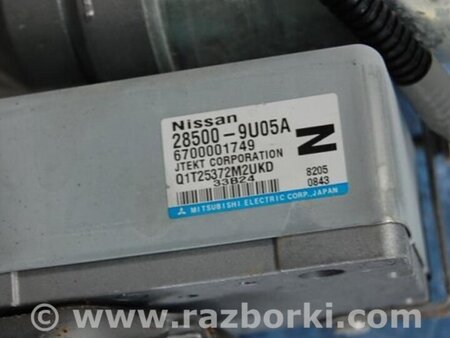 Nissan
28500-9U05A
6700001749
JTEKT CORPORATION
Q1T25372M2UKD
33B24
N
8205
0843
MITSUBISHI ELECTRIC CORP. JAPAN
© www.razborki.com